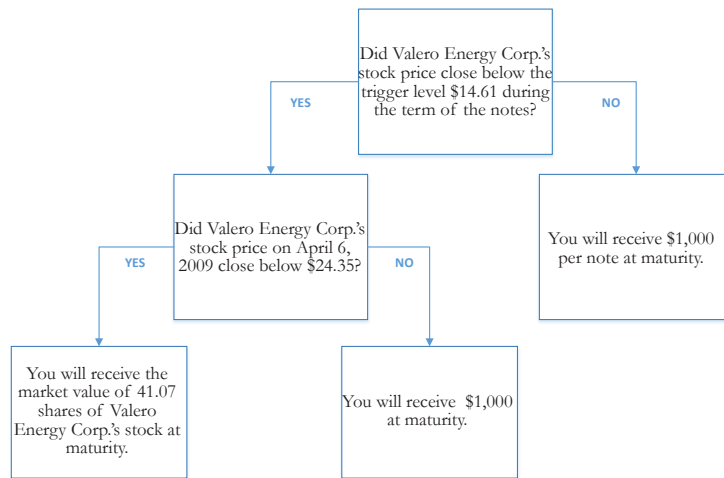 Did Valero Energy Corp.'s
stock price close below the
trigger level $14.61 during
the term of the notes?
YES
NO
Did Valero Energy Corp.'s
stock price on April 6,
2009 close below $24.35?
You will receive $1,000
per note at maturity.
YES
NO
You will receive the
market value of 41.07
shares of Valero
Energy Corp.'s stock at
maturity.
You will receive $1,000
at maturity.